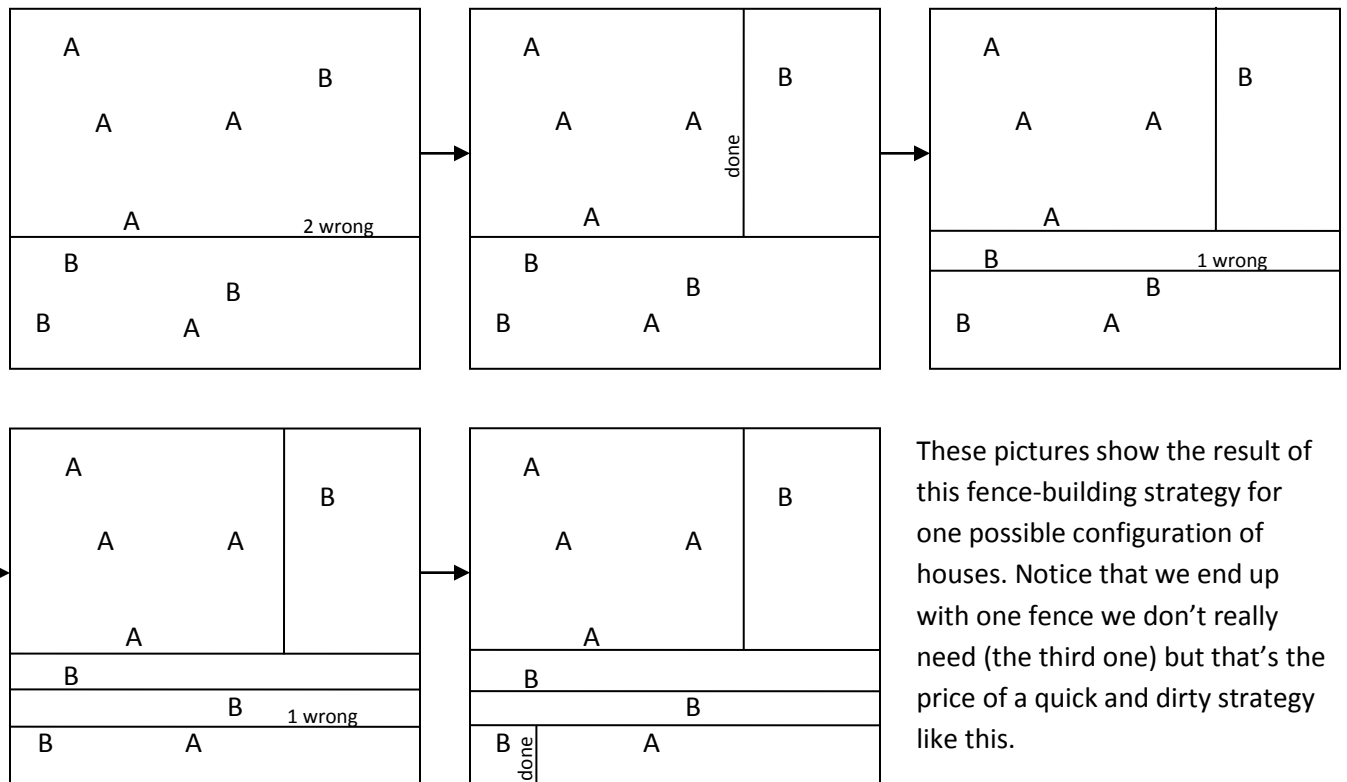 A
B
A A
A
2 wrong
B
B
B A
A
B
A A
done
A
B
B
B A
A
B
A A
A
B
1 wrong
B
B A
A
B
A A
A
B
B
1 wrong
B A
A
B
A A
A
B
B
B
done
A
These pictures show the result of
this fence-building strategy for
one possible configuration of
houses. Notice that we end up
with one fence we don’t really
need (the third one) but that’s the
price of a quick and dirty strategy
like this.